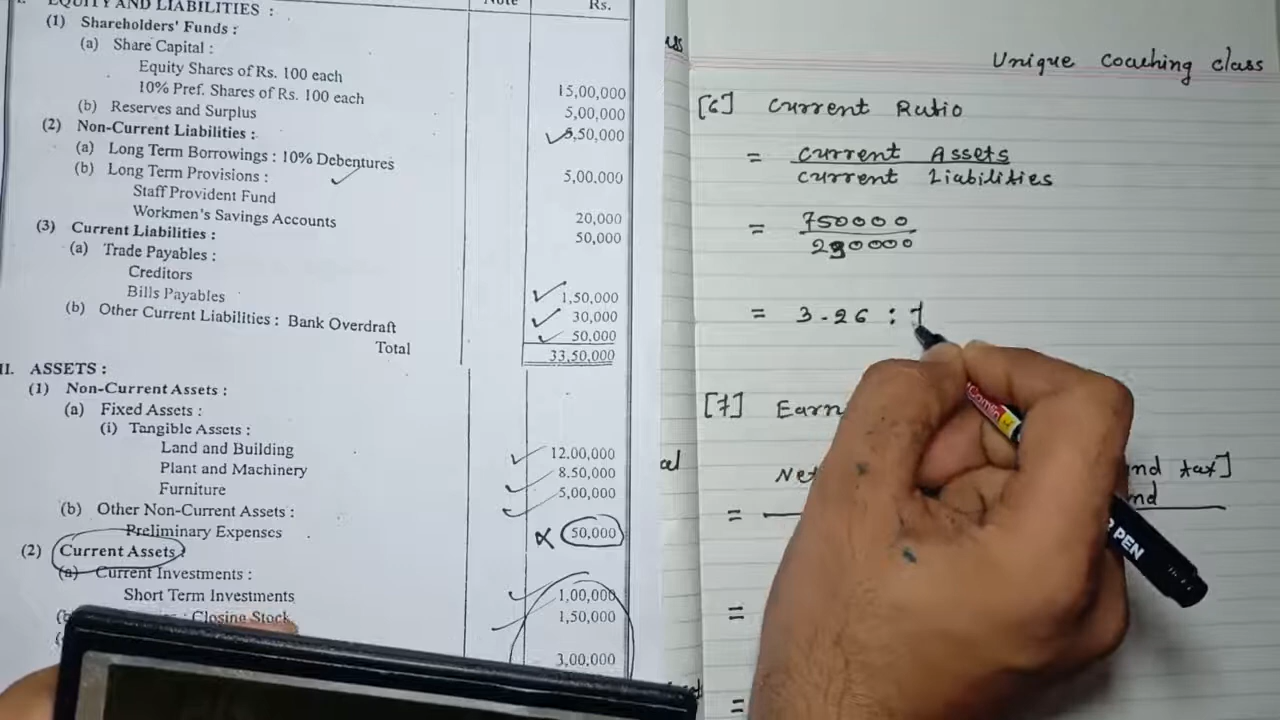 EQUITY AND LIABILITIES :
Note
Rs.
(1) Shareholders' Funds :
(a) Share Capital :
Equity Shares of Rs. 100 each 15,00,000
10% Pref. Shares of Rs. 100 each 5,00,000
(b) Reserves and Surplus 5,50,000
(2) Non-Current Liabilities :
(a) Long Term Borrowings : 10% Debentures 5,00,000
(b) Long Term Provisions :
Staff Provident Fund 20,000
Workmen's Savings Accounts 50,000
(3) Current Liabilities :
(a) Trade Payables :
Creditors 1,50,000
Bills Payables 30,000
(b) Other Current Liabilities : Bank Overdraft 50,000
Total 33,50,000
II. ASSETS :
(1) Non-Current Assets :
(a) Fixed Assets :
(i) Tangible Assets :
Land and Building 12,00,000
Plant and Machinery 8,50,000
Furniture 5,00,000
(b) Other Non-Current Assets :
Preliminary Expenses 50,000
(2) Current Assets
(a) Current Investments :
Short Term Investments 1,00,000
: Closing Stock 1,50,000
3,00,000
Unique coaching class
[6] Current Ratio
= current Assets
current Liabilities
= 750000
230000
= 3.26 : 1
[7] Earn
Net
nd tax]
nd
=
=
=
Camlin
PEN